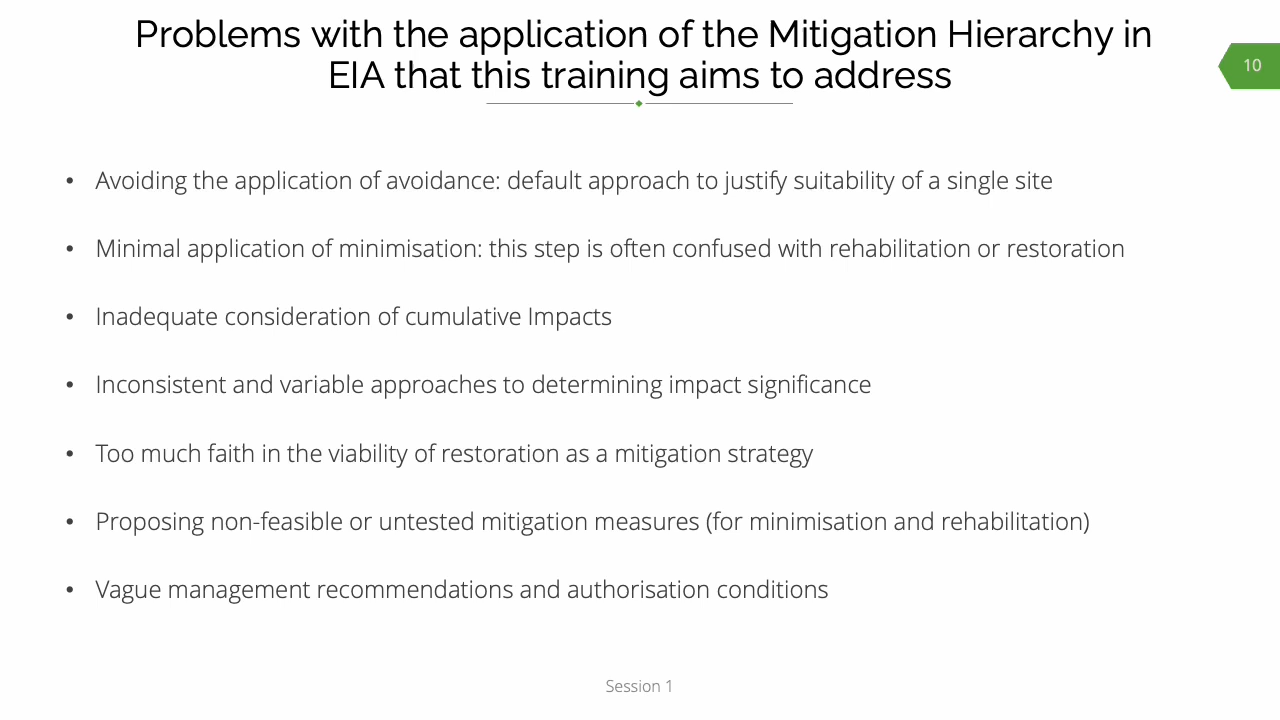 Problems with the application of the Mitigation Hierarchy in
EIA that this training aims to address
10
• Avoiding the application of avoidance: default approach to justify suitability of a single site
• Minimal application of minimisation: this step is often confused with rehabilitation or restoration
• Inadequate consideration of cumulative Impacts
• Inconsistent and variable approaches to determining impact significance
• Too much faith in the viability of restoration as a mitigation strategy
• Proposing non-feasible or untested mitigation measures (for minimisation and rehabilitation)
• Vague management recommendations and authorisation conditions
Session 1